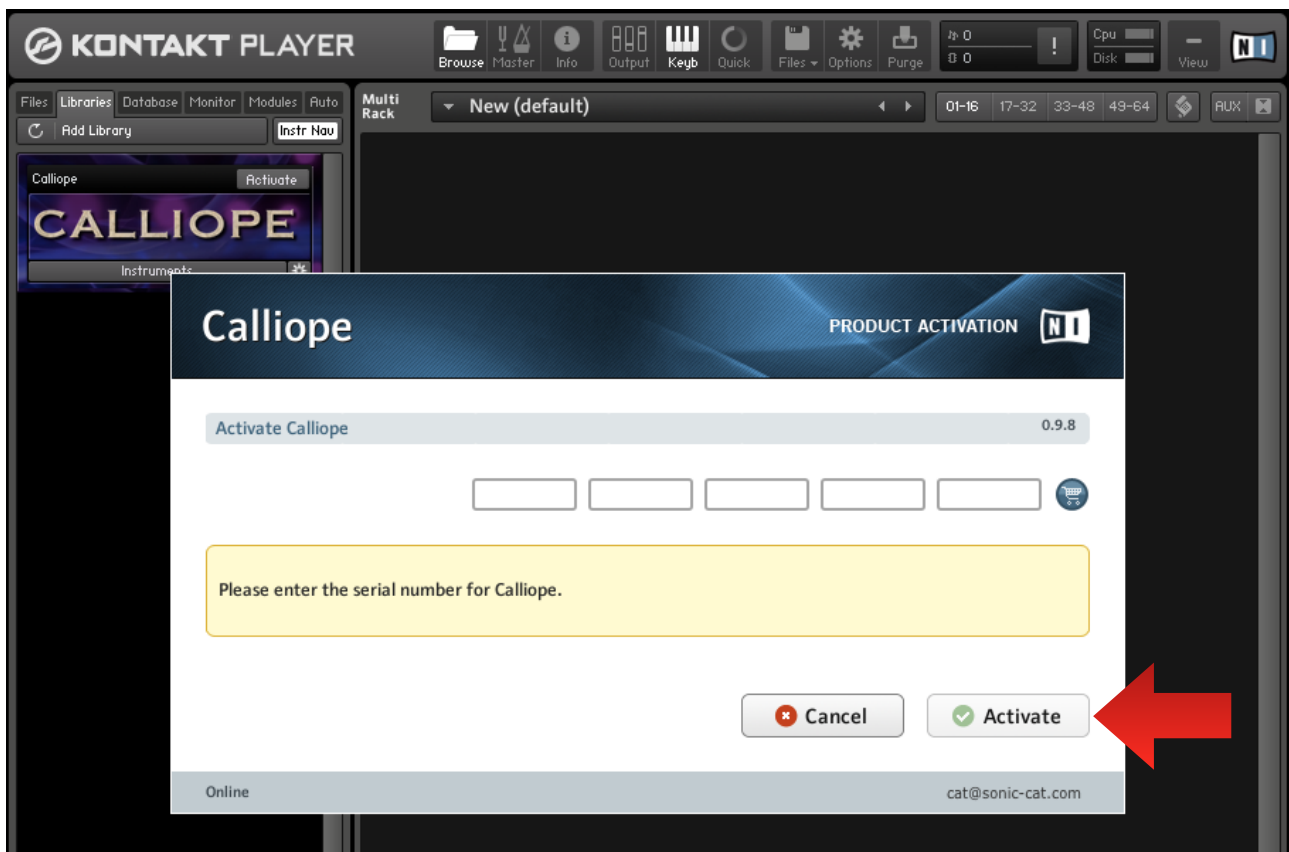 KONTAKT PLAYER
Browse Master Info Output Keyb Quick Files Options Purge
0
0
!
Cpu
Disk
View
NI
Files Libraries Database Monitor Modules Auto
Add Library
Instr Nav
Multi
Rack
New (default)
01-16 17-32 33-48 49-64
AUX
Calliope
Activate
CALLIOPE
Instruments
Calliope
PRODUCT ACTIVATION
NI
Activate Calliope
0.9.8
Please enter the serial number for Calliope.
Cancel
Activate
Online
cat@sonic-cat.com